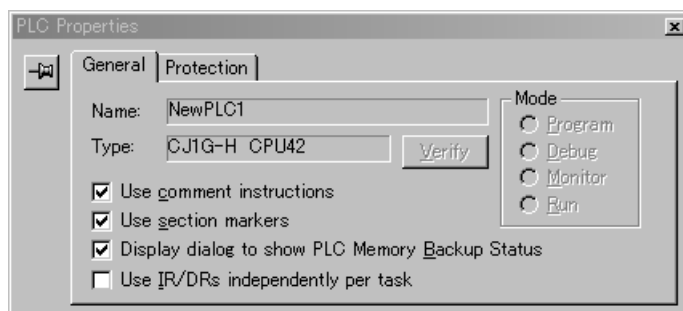 PLC Properties
General Protection
Name: NewPLC1
Type: CJ1G-H CPU42 Verify
Mode
Program
Debug
Monitor
Run
Use comment instructions
Use section markers
Display dialog to show PLC Memory Backup Status
Use IR/DRs independently per task